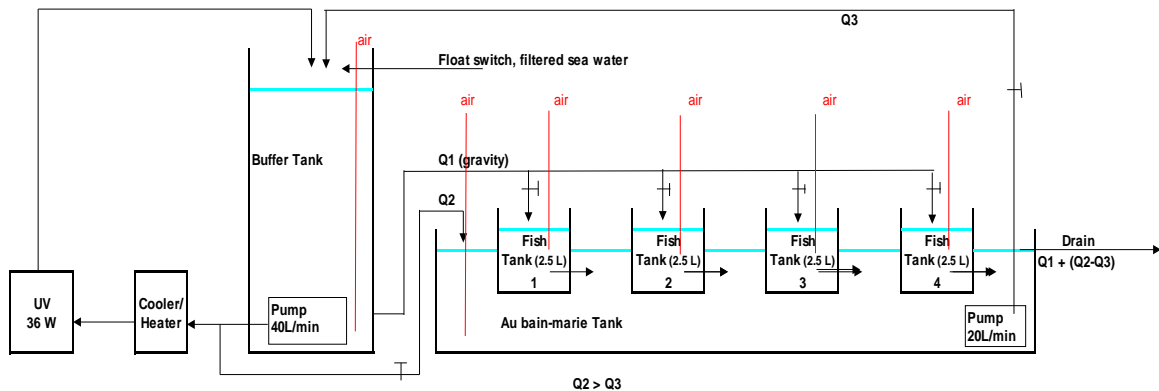 Q3
air
Float switch, filtered sea water
air
air
air
air
air
Buffer Tank
Q1 (gravity)
Q2
Fish
Tank (2.5 L)
1
Fish
Tank (2.5 L)
2
Fish
Tank (2.5 L)
3
Fish
Tank (2.5 L)
4
Drain
Q1 + (Q2-Q3)
UV
36 W
Cooler/
Heater
Pump
40L/min
Au bain-marie Tank
Pump
20L/min
Q2 > Q3